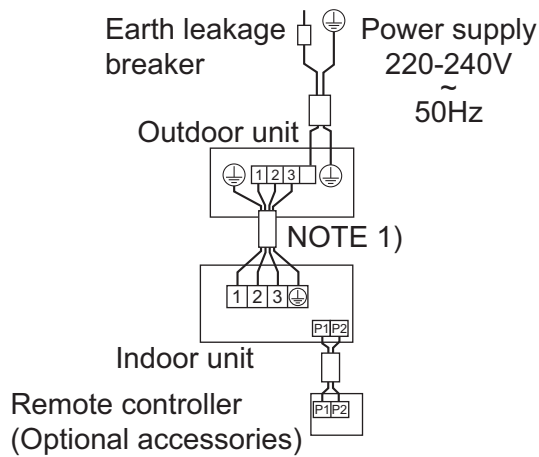 Earth leakage
breaker
Power supply
220-240V
~
50Hz
Outdoor unit
1 2 3
NOTE 1)
1 2 3
P1 P2
Indoor unit
Remote controller
(Optional accessories)
P1 P2